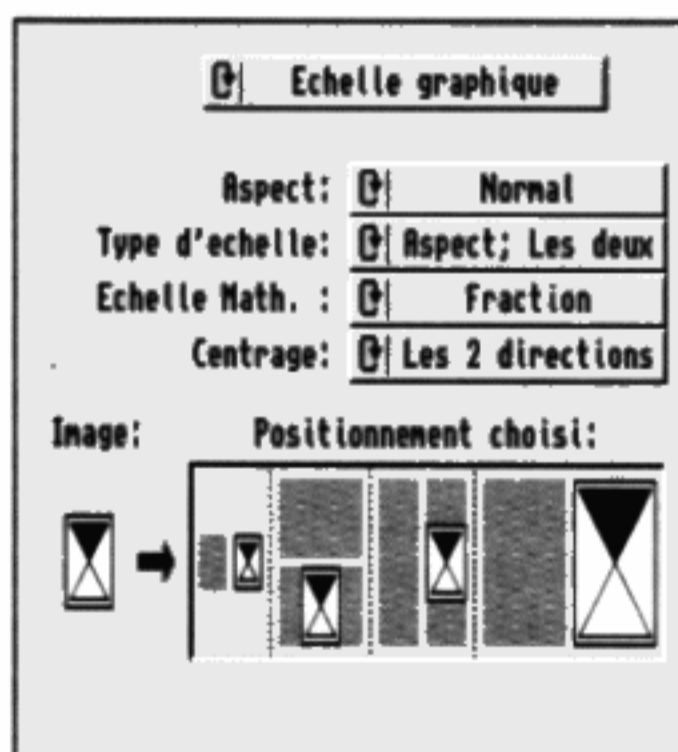 Echelle graphique
Aspect: Normal
Type d'echelle: Aspect; Les deux
Echelle Math. : Fraction
Centrage: Les 2 directions
Image: Positionnement choisi: